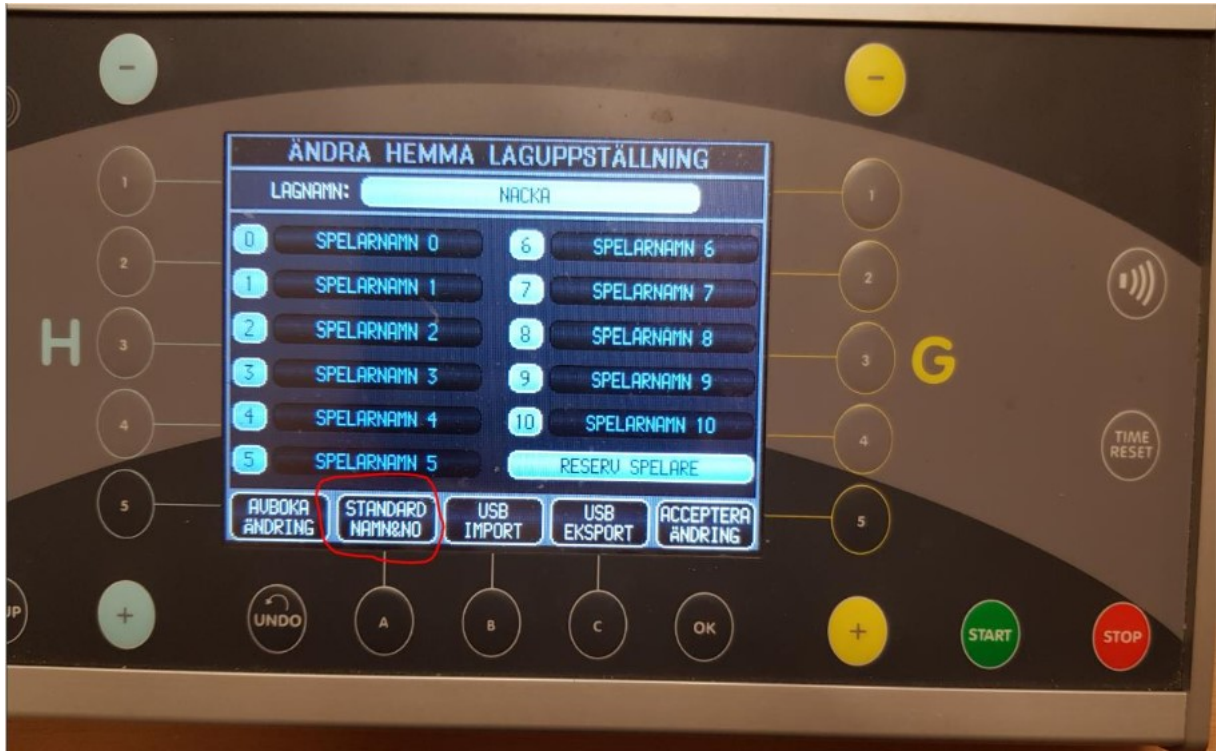 -
-
ÄNDRA HEMMA LAGUPPSTÄLLNING
LAGNAMN: NACKA
0 SPELARNAMN 0 6 SPELARNAMN 6
1 SPELARNAMN 1 7 SPELARNAMN 7
2 SPELARNAMN 2 8 SPELARNAMN 8
3 SPELARNAMN 3 9 SPELARNAMN 9
4 SPELARNAMN 4 10 SPELARNAMN 10
5 SPELARNAMN 5 RESERV SPELARE
AVBOKA ÄNDRING
STANDARD NAMN&NO
USB IMPORT
USB EKSPORT
ACCEPTERA ÄNDRING
H
1
2
3
4
5
G
1
2
3
4
5
TIME
RESET
UP
+
UNDO
A
B
C
OK
+
START
STOP